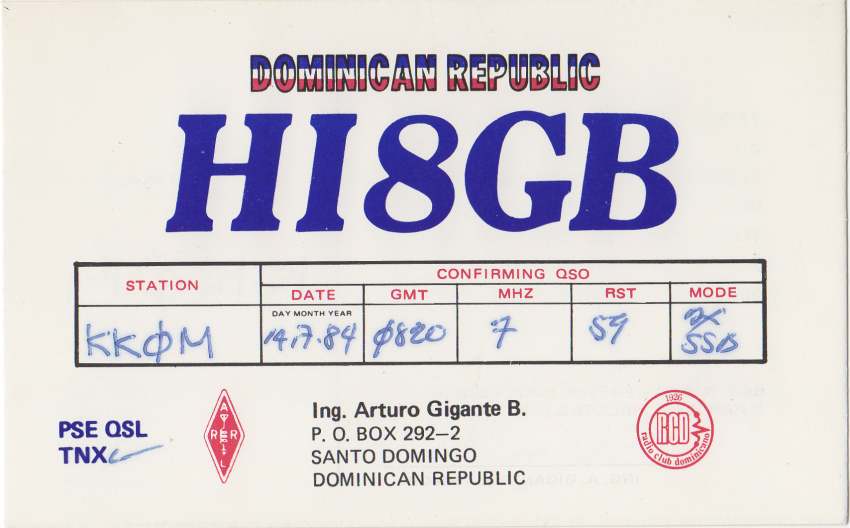 DOMINICAN REPUBLIC
HI8GB
STATION
CONFIRMING QSO
DATE GMT MHZ RST MODE
DAY MONTH YEAR
KKØM 14.7.84 Ø820 7 59 2X
SSB
PSE QSL
TNX
A
R R
L
Ing. Arturo Gigante B.
P. O. BOX 292–2
SANTO DOMINGO
DOMINICAN REPUBLIC
1926
RCD
radio club dominicano